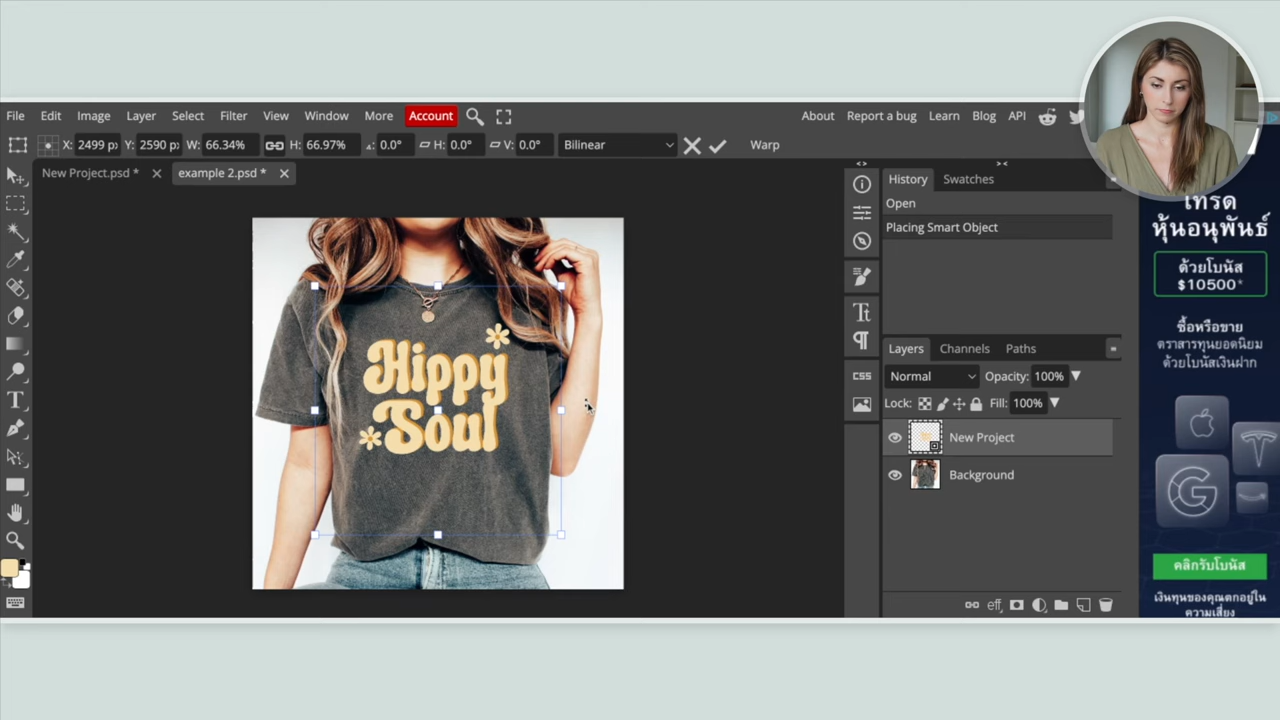 File Edit Image Layer Select Filter View Window More Account About Report a bug Learn Blog API
X: 2499 p Y: 2590 p W: 66.34% H: 66.97% : 0.0° H: 0.0° V: 0.0° Bilinear Warp
New Project.psd * example 2.psd *
History Swatches
Open
Placing Smart Object
Hippy
Soul
Layers Channels Paths
Normal Opacity: 100%
Lock: Fill: 100%
New Project
Background
eff
CSS
เทรด
หุ้นอนุพันธ์
ด้วยโบนัส
$10500*
ซื้อหรือขาย
ตราสารทุนยอดนิยม
ด้วยโบนัสเงินฝาก
คลิกรับโบนัส
เงินทุนของคุณตกอยู่ใน
ความเสี่ยง